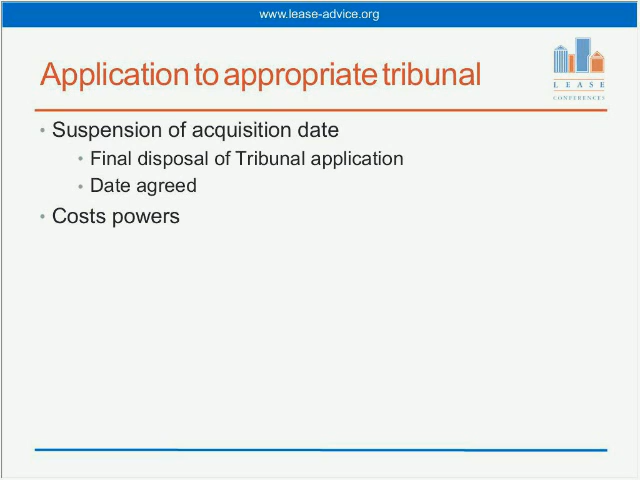 www.lease-advice.org
Application to appropriate tribunal
L E A S E
CONFERENCES
• Suspension of acquisition date
• Final disposal of Tribunal application
• Date agreed
• Costs powers